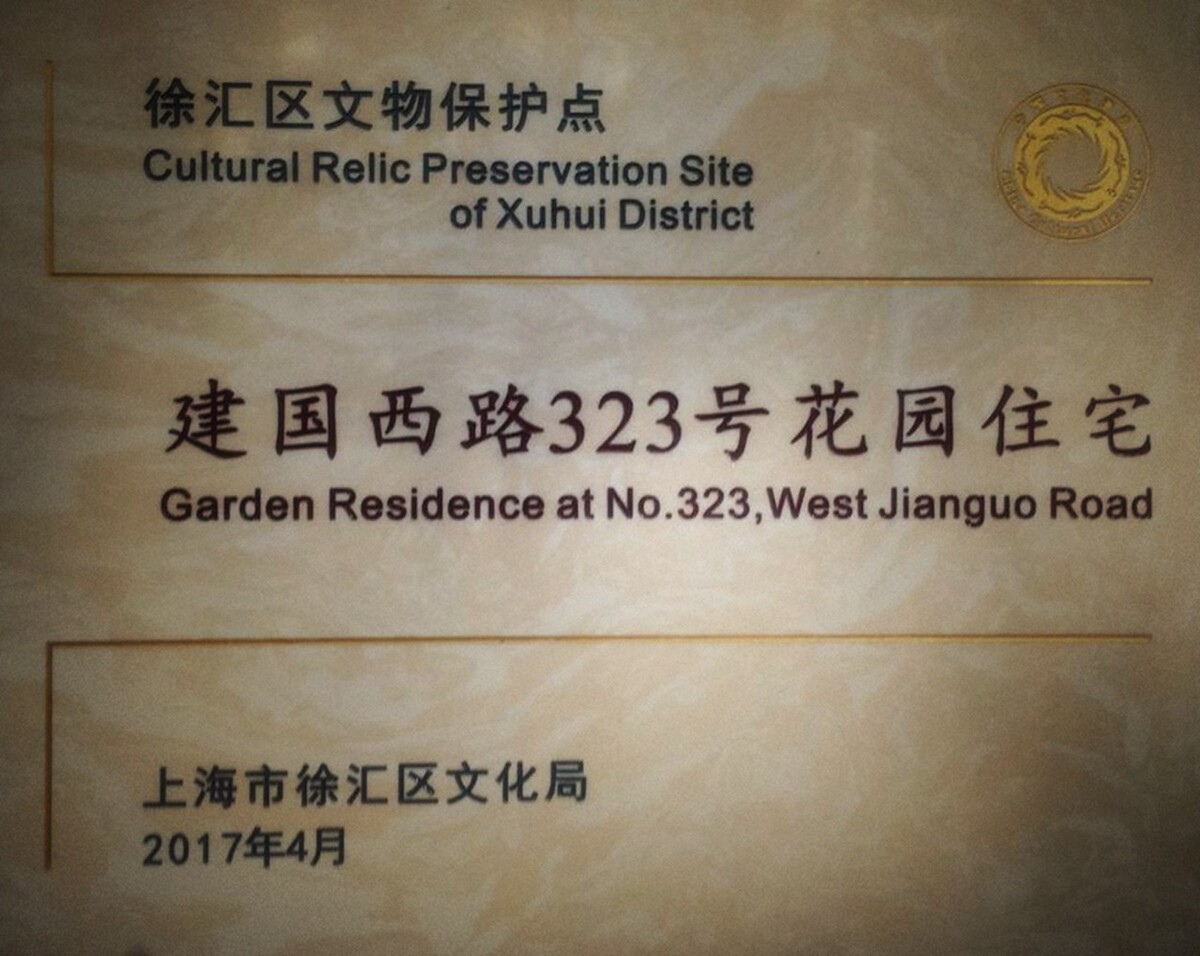 徐汇区文物保护点
Cultural Relic Preservation Site
of Xuhui District
建国西路323号花园住宅
Garden Residence at No.323,West Jianguo Road
上海市徐汇区文化局
2017年4月